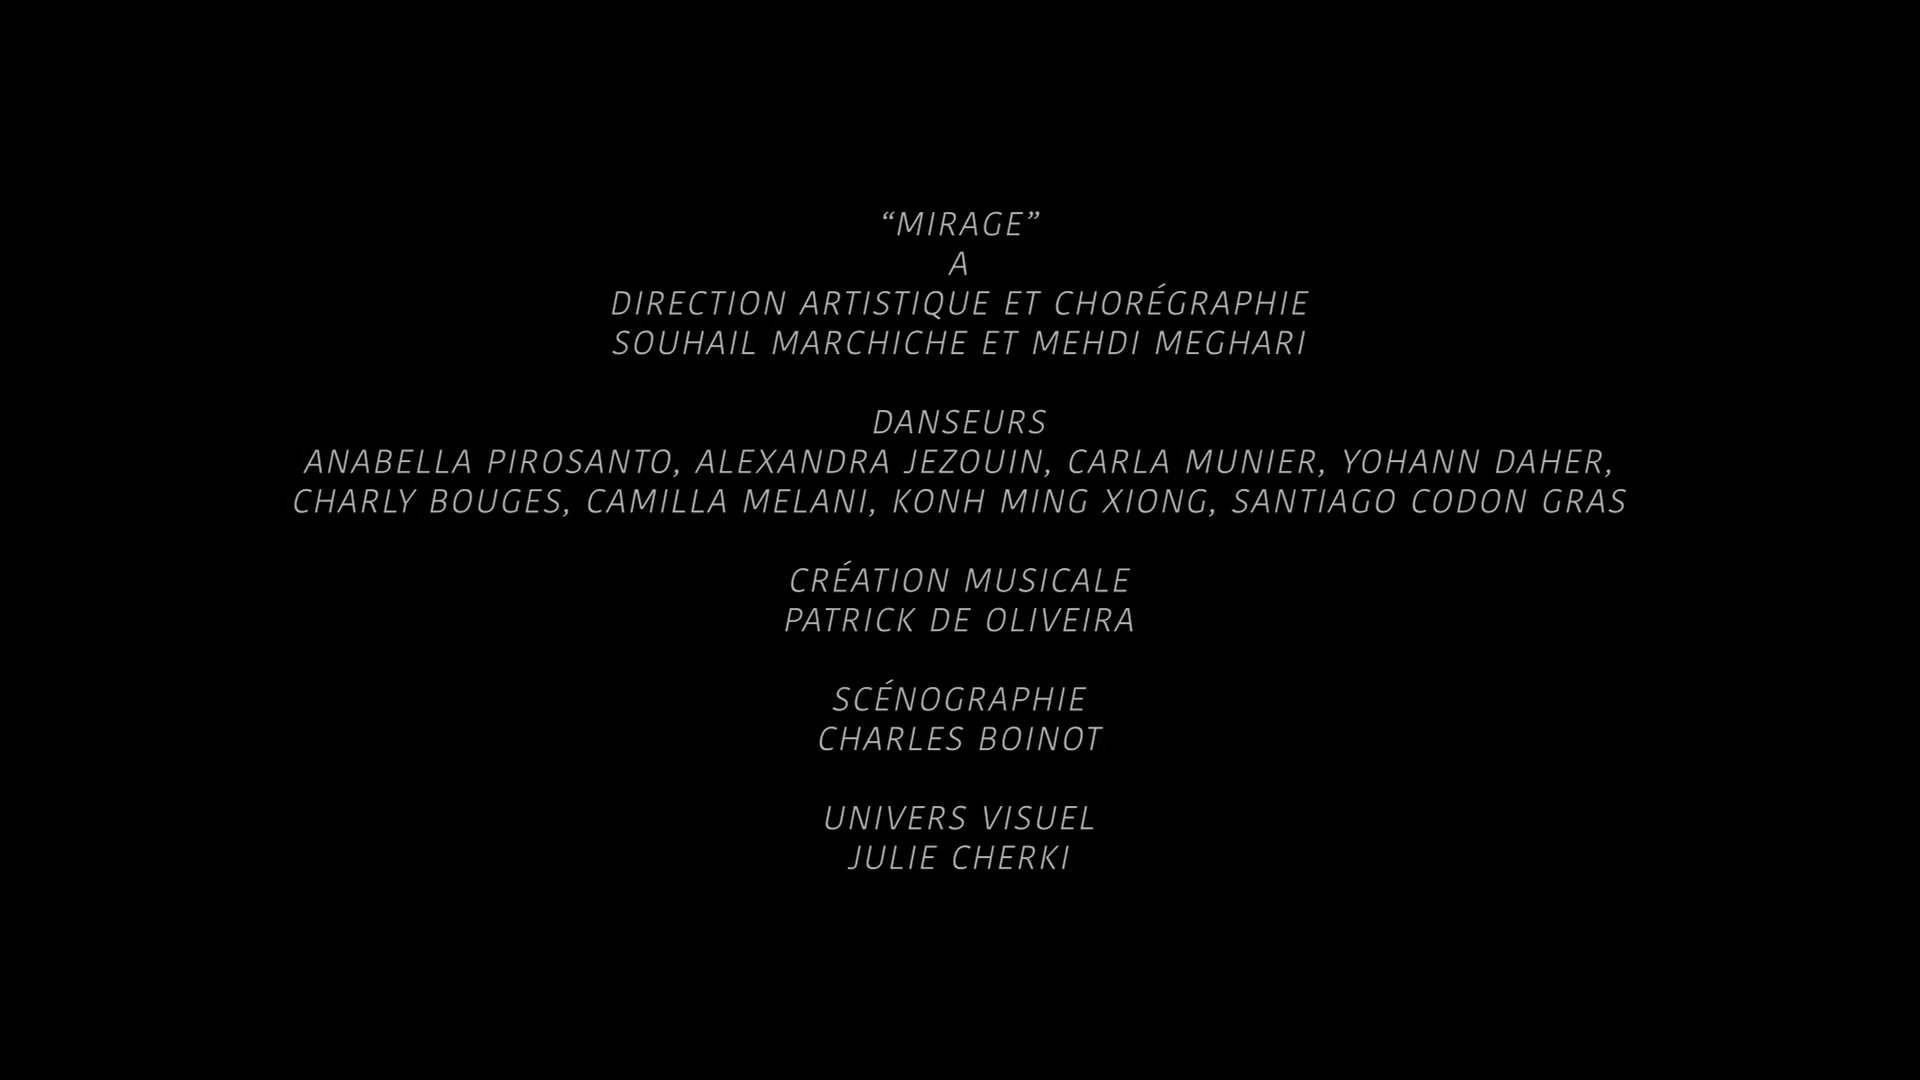 “MIRAGE”
A
DIRECTION ARTISTIQUE ET CHORÉGRAPHIE
SOUHAIL MARCHICHE ET MEHDI MEGHARI
DANSEURS
ANABELLA PIROSANTO, ALEXANDRA JEZOUIN, CARLA MUNIER, YOHANN DAHER,
CHARLY BOUGES, CAMILLA MELANI, KONH MING XIONG, SANTIAGO CODON GRAS
CRÉATION MUSICALE
PATRICK DE OLIVEIRA
SCÉNOGRAPHIE
CHARLES BOINOT
UNIVERS VISUEL
JULIE CHERKI